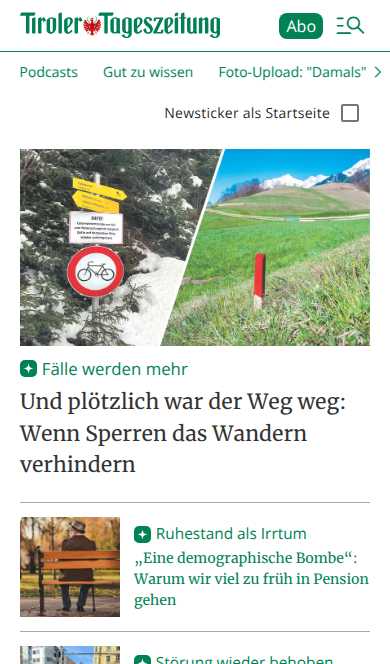 Tiroler Tageszeitung
Abo
Podcasts Gut zu wissen Foto-Upload: "Damals"
Newsticker als Startseite
Fälle werden mehr
Und plötzlich war der Weg weg:
Wenn Sperren das Wandern
verhindern
Ruhestand als Irrtum
„Eine demographische Bombe“:
Warum wir viel zu früh in Pension
gehen
Störung wieder behoben